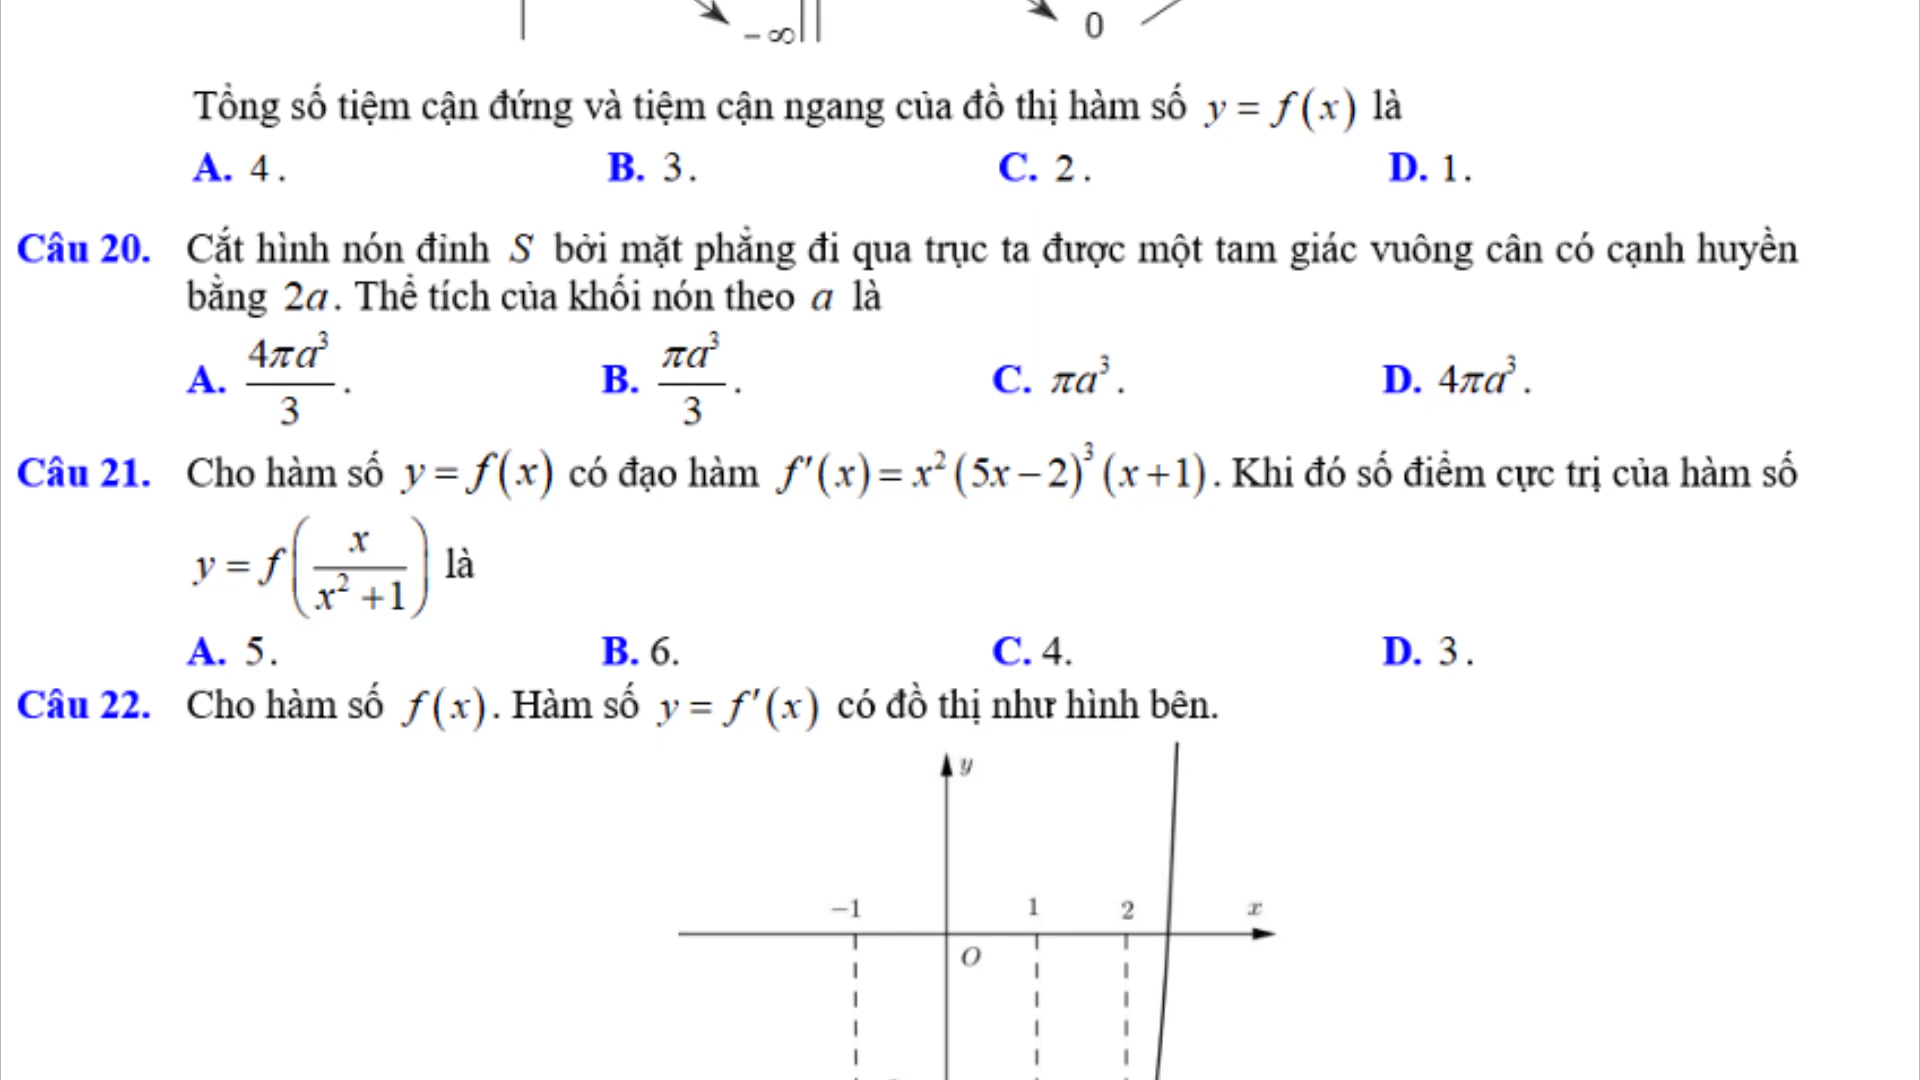 -∞ 0
Tổng số tiệm cận đứng và tiệm cận ngang của đồ thị hàm số y = f(x) là
A. 4. B. 3. C. 2. D. 1.
Câu 20. Cắt hình nón đỉnh S bởi mặt phẳng đi qua trục ta được một tam giác vuông cân có cạnh huyền
bằng 2a. Thể tích của khối nón theo a là
A. 4πa³/3. B. πa³/3. C. πa³. D. 4πa³.
Câu 21. Cho hàm số y = f(x) có đạo hàm f′(x) = x²(5x−2)³(x+1). Khi đó số điểm cực trị của hàm số
y = f(x/(x²+1)) là
A. 5. B. 6. C. 4. D. 3.
Câu 22. Cho hàm số f(x). Hàm số y = f′(x) có đồ thị như hình bên.
y
−1 1 2 x
O